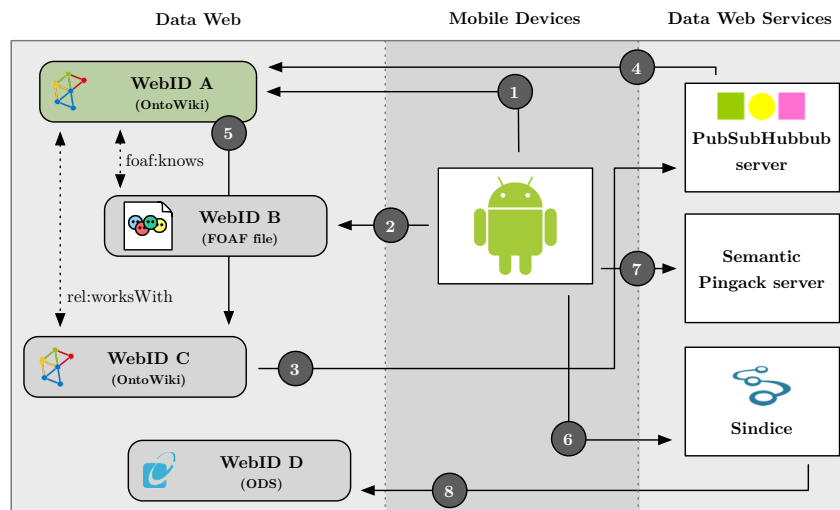 Data Web
Mobile Devices
Data Web Services
WebID A
(OntoWiki)
4
1
5
foaf:knows
PubSubHubbub
server
WebID B
(FOAF file)
2
7
Semantic
Pingack server
rel:worksWith
WebID C
(OntoWiki)
3
6
Sindice
WebID D
(ODS)
8